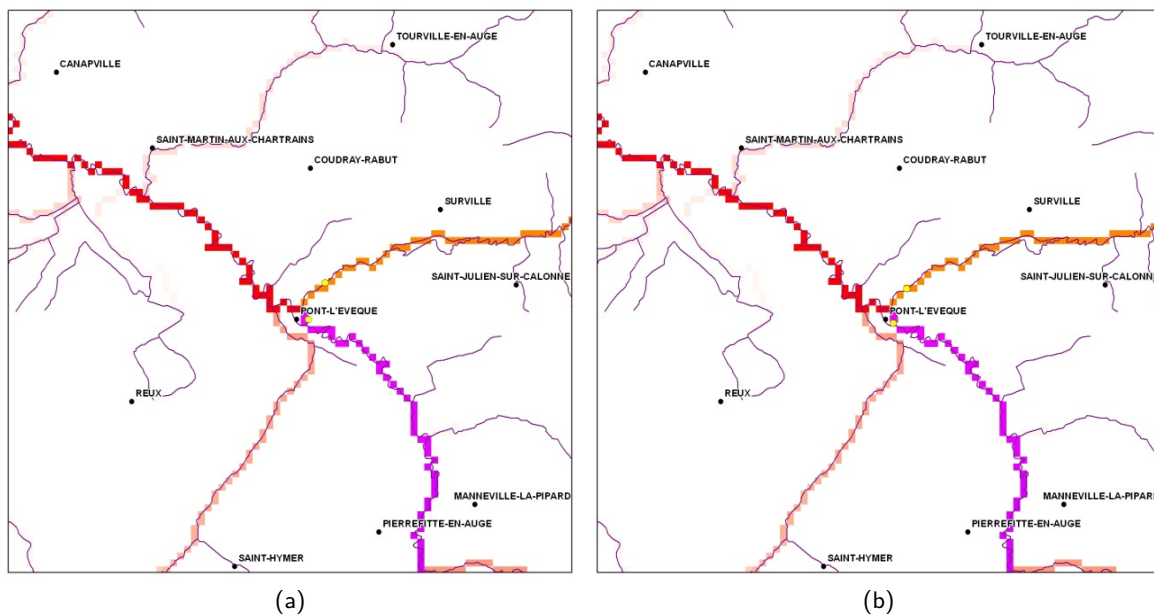 TOURVILLE-EN-AUGE
CANAPVILLE
SAINT-MARTIN-AUX-CHARTRAINS
COUDRAY-RABUT
SURVILLE
SAINT-JULIEN-SUR-CALONNE
PONT-L'EVEQUE
REUX
MANNEVILLE-LA-PIPARD
PIERREFITTE-EN-AUGE
SAINT-HYMER
(a)
TOURVILLE-EN-AUGE
CANAPVILLE
SAINT-MARTIN-AUX-CHARTRAINS
COUDRAY-RABUT
SURVILLE
SAINT-JULIEN-SUR-CALONNE
PONT-L'EVEQUE
REUX
MANNEVILLE-LA-PIPARD
PIERREFITTE-EN-AUGE
SAINT-HYMER
(b)